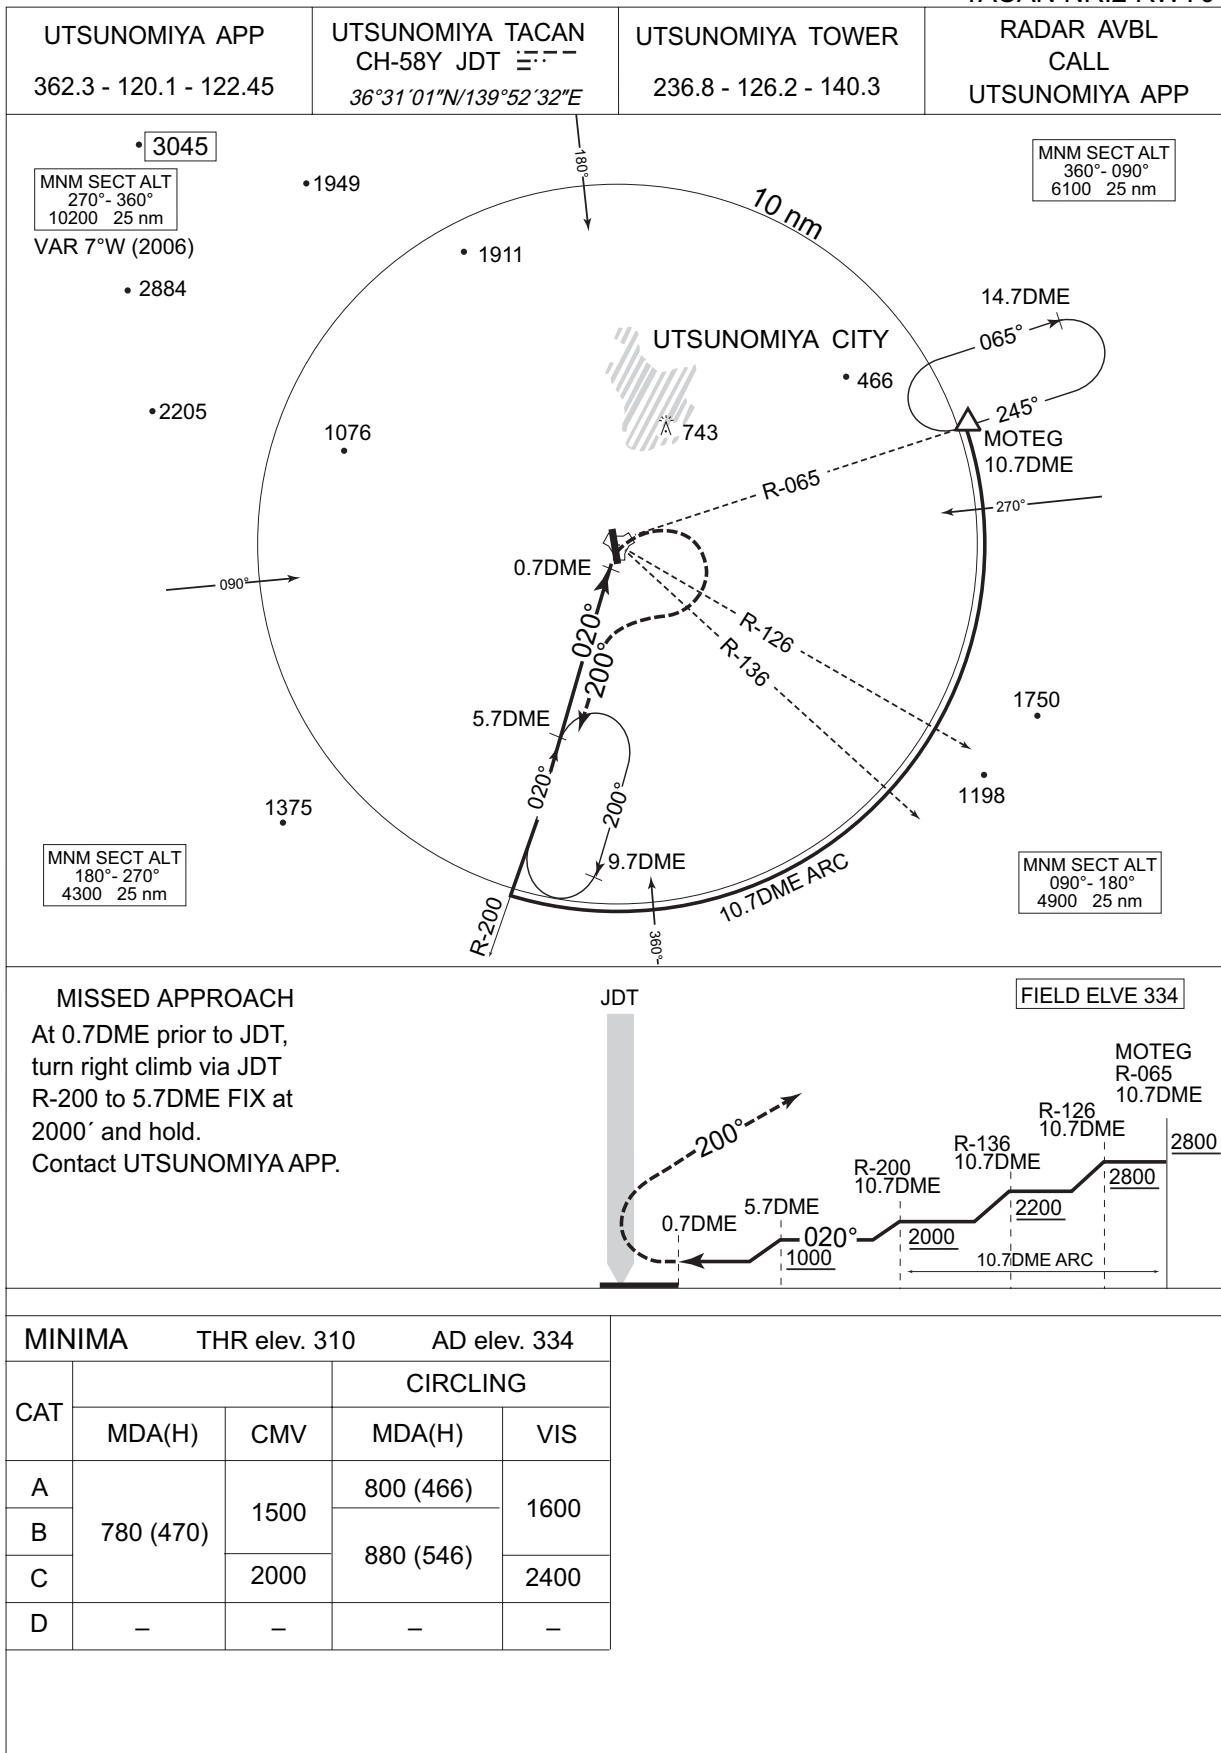 UTSUNOMIYA APP
362.3 - 120.1 - 122.45
UTSUNOMIYA TACAN
CH-58Y JDT
36°31´01″N/139°52´32″E
UTSUNOMIYA TOWER
236.8 - 126.2 - 140.3
RADAR AVBL
CALL
UTSUNOMIYA APP
3045
MNM SECT ALT
270°- 360°
10200 25 nm
VAR 7°W (2006)
1949
180°
10 nm
MNM SECT ALT
360°- 090°
6100 25 nm
1911
2884
14.7DME
065°
UTSUNOMIYA CITY
466
2205
245°
1076
743
MOTEG
10.7DME
R-065
270°
0.7DME
090°
020°
200°
R-126
R-136
5.7DME
1750
020°
200°
1198
1375
MNM SECT ALT
180°- 270°
4300 25 nm
9.7DME
10.7DME ARC
MNM SECT ALT
090°- 180°
4900 25 nm
R-200
360°
MISSED APPROACH
At 0.7DME prior to JDT,
turn right climb via JDT
R-200 to 5.7DME FIX at
2000´ and hold.
Contact UTSUNOMIYA APP.
JDT
FIELD ELVE 334
MOTEG
R-065
10.7DME
R-126
10.7DME
R-136
10.7DME
R-200
10.7DME
5.7DME
0.7DME
200°
2800
2800
2200
2000
020°
1000
10.7DME ARC
MINIMA THR elev. 310 AD elev. 334
CAT
CIRCLING
MDA(H) CMV MDA(H) VIS
A
800 (466)
1500
1600
B
780 (470)
880 (546)
C 2000 2400
D – – – –